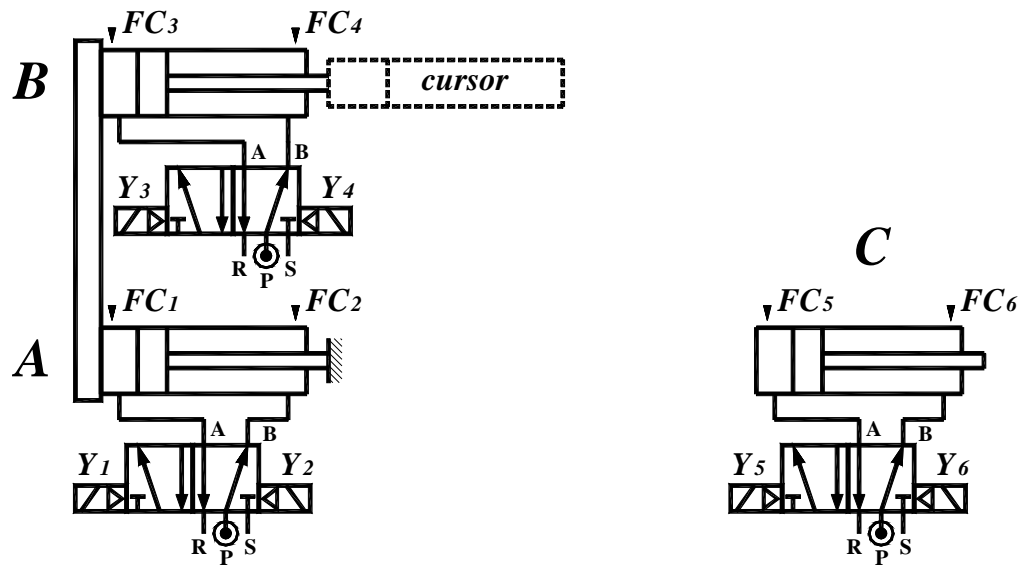 FC3 FC4
B cursor
A B
Y3 Y4
R P S
C
FC1 FC2 FC5 FC6
A
A B A B
Y1 Y2 Y5 Y6
R P S R P S